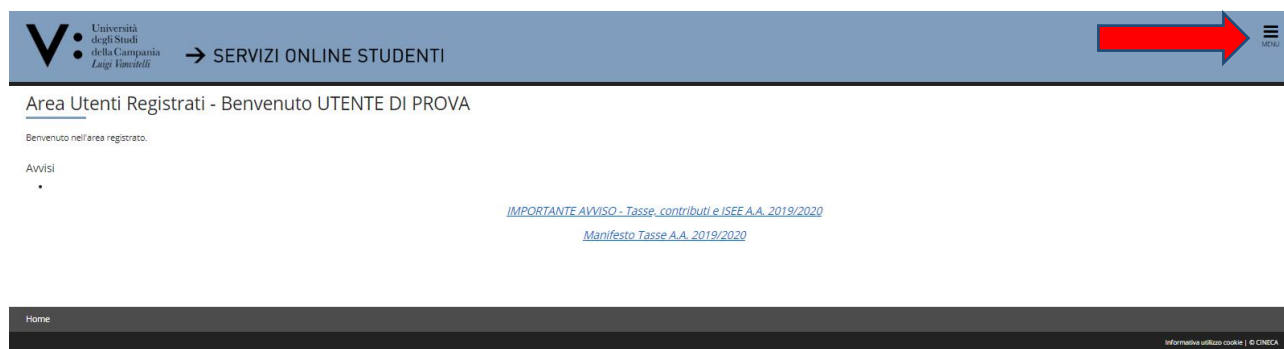 Università
degli Studi
della Campania
Luigi Vanvitelli
→ SERVIZI ONLINE STUDENTI
MENU
Area Utenti Registrati - Benvenuto UTENTE DI PROVA
Benvenuto nell'area registrato.
Avvisi
IMPORTANTE AVVISO - Tasse, contributi e ISEE A.A. 2019/2020
Manifesto Tasse A.A. 2019/2020
Home
Informativa utilizzo cookie | © CINECA